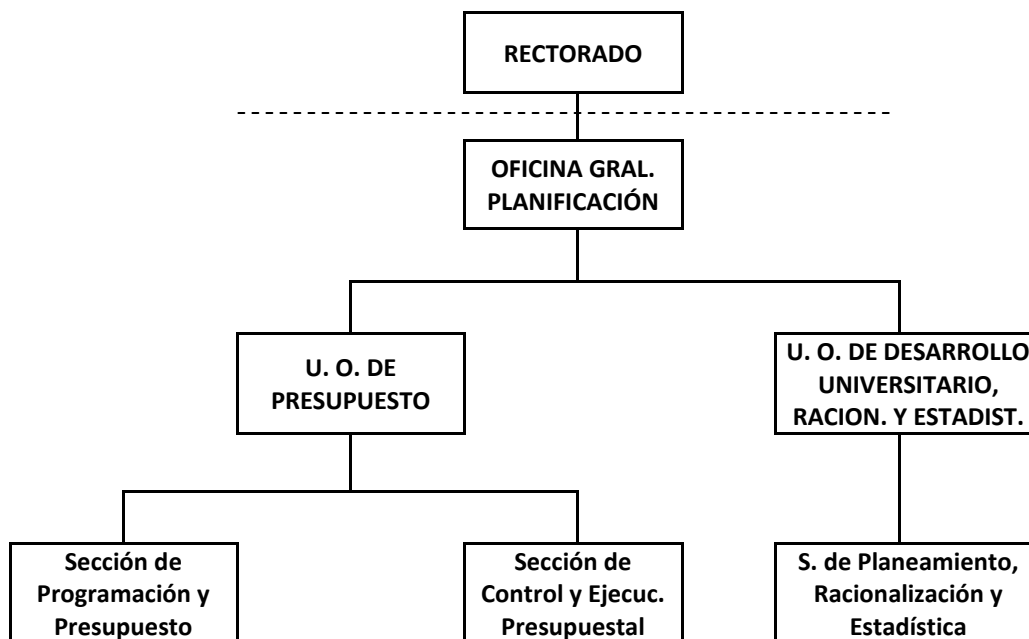 RECTORADO
OFICINA GRAL.
PLANIFICACIÓN
U. O. DE
PRESUPUESTO
U. O. DE DESARROLLO
UNIVERSITARIO,
RACION. Y ESTADIST.
Sección de
Programación y
Presupuesto
Sección de
Control y Ejecuc.
Presupuestal
S. de Planeamiento,
Racionalización y
Estadística